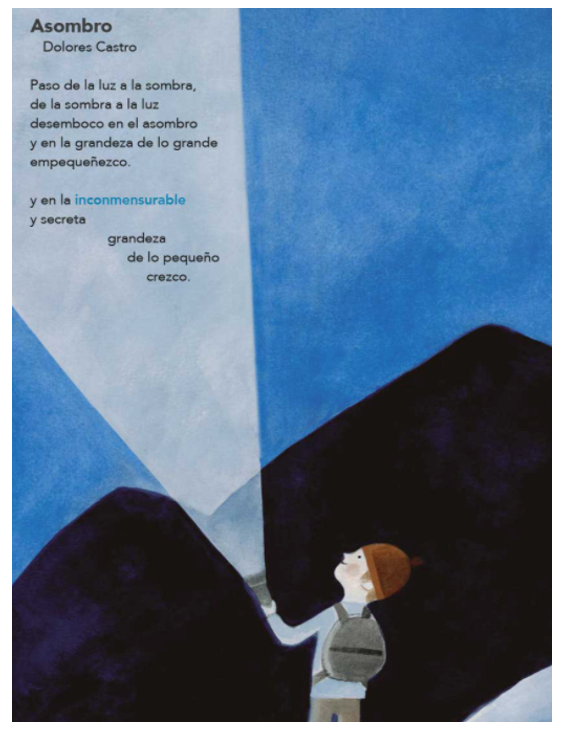 Asombro
Dolores Castro
Paso de la luz a la sombra,
de la sombra a la luz
desemboco en el asombro
y en la grandeza de lo grande
empequeñezco.
y en la inconmensurable
y secreta
grandeza
de lo pequeño
crezco.